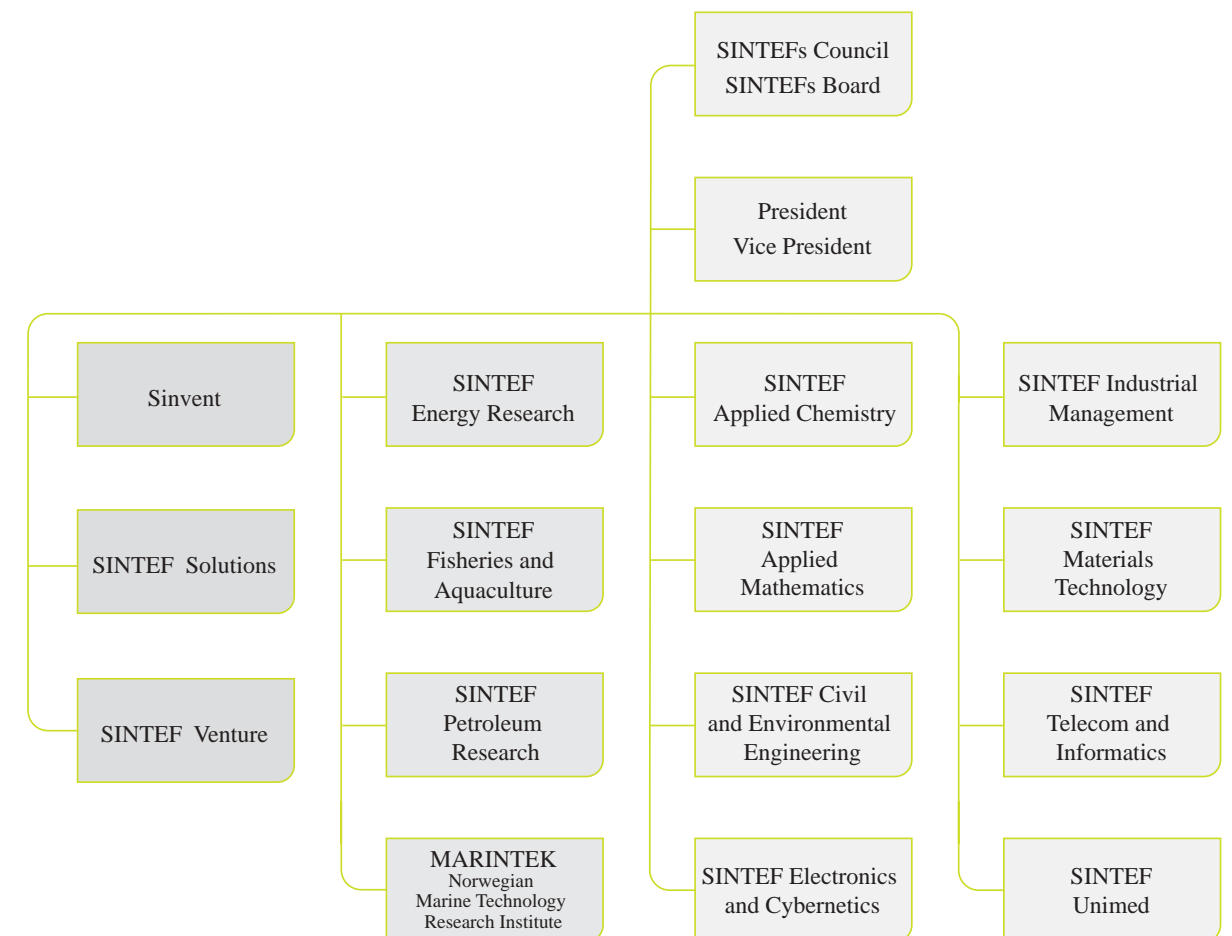 SINTEFs Council
SINTEFs Board
President
Vice President
Sinvent
SINTEF
Energy Research
SINTEF
Applied Chemistry
SINTEF Industrial
Management
SINTEF Solutions
SINTEF
Fisheries and
Aquaculture
SINTEF
Applied
Mathematics
SINTEF
Materials
Technology
SINTEF Venture
SINTEF
Petroleum
Research
SINTEF Civil
and Environmental
Engineering
SINTEF
Telecom and
Informatics
MARINTEK
Norwegian
Marine Technology
Research Institute
SINTEF Electronics
and Cybernetics
SINTEF
Unimed